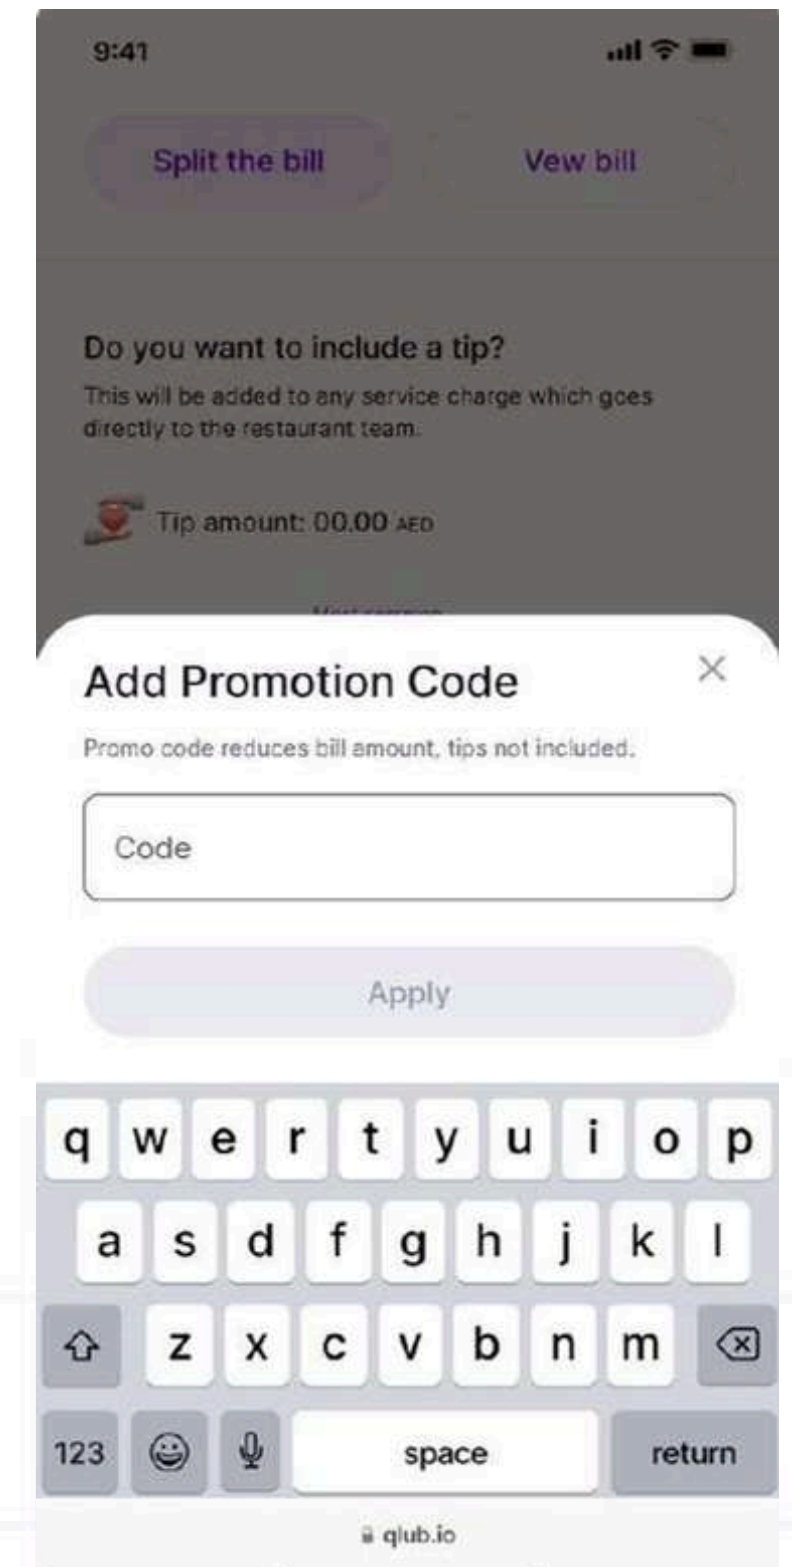 9:41
Split the bill
Vew bill
Do you want to include a tip?
This will be added to any service charge which goes
directly to the restaurant team.
Tip amount: 00.00 AED
Add Promotion Code
Promo code reduces bill amount, tips not included.
Code
Apply
q w e r t y u i o p
a s d f g h j k l
z x c v b n m
123 space return
qlub.io